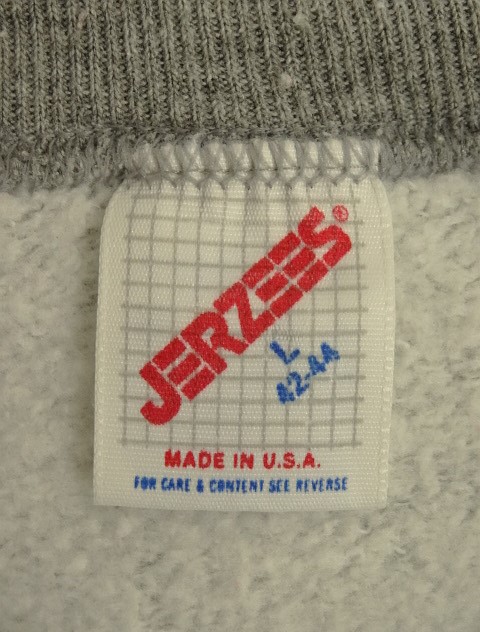 JERZEES®
L
42-44
MADE IN U.S.A.
FOR CARE & CONTENT SEE REVERSE